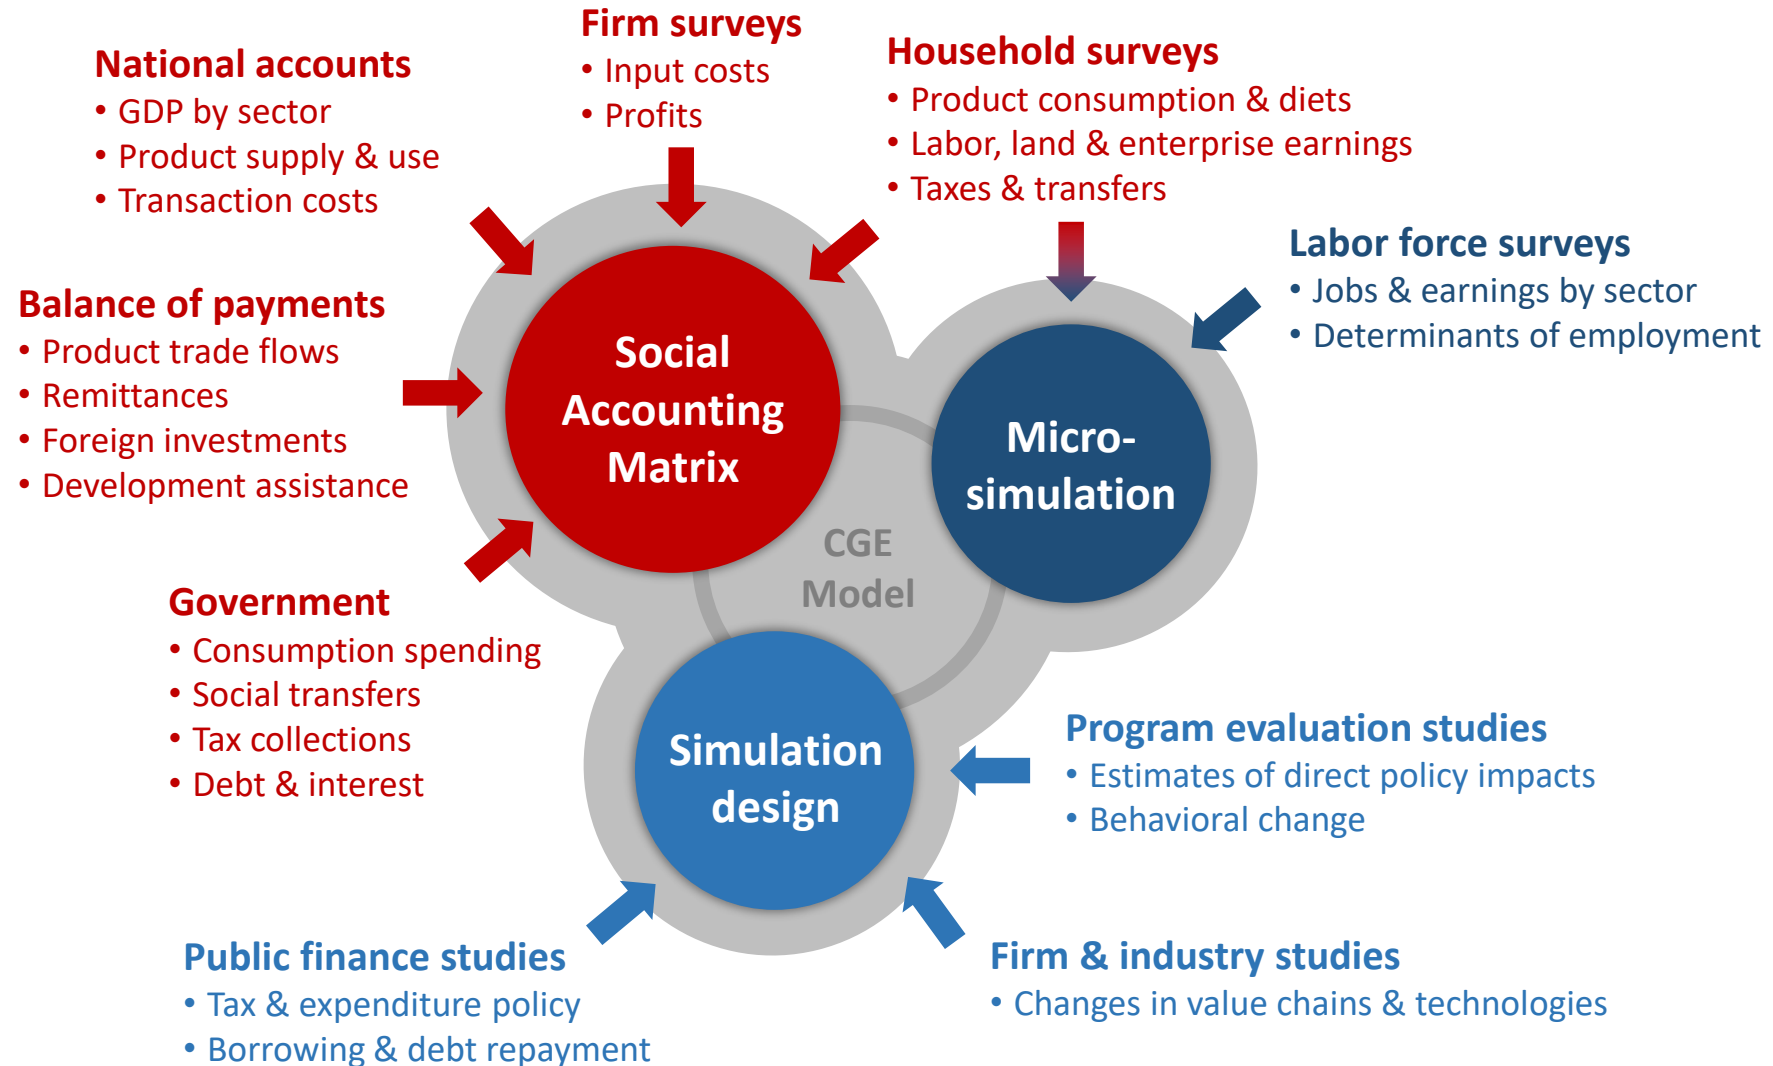 Firm surveys
• Input costs
• Profits
National accounts
• GDP by sector
• Product supply & use
• Transaction costs
Household surveys
• Product consumption & diets
• Labor, land & enterprise earnings
• Taxes & transfers
Labor force surveys
• Jobs & earnings by sector
• Determinants of employment
Balance of payments
• Product trade flows
• Remittances
• Foreign investments
• Development assistance
Social
Accounting
Matrix
Micro-
simulation
CGE
Model
Government
• Consumption spending
• Social transfers
• Tax collections
• Debt & interest
Simulation
design
Program evaluation studies
• Estimates of direct policy impacts
• Behavioral change
Public finance studies
• Tax & expenditure policy
• Borrowing & debt repayment
Firm & industry studies
• Changes in value chains & technologies